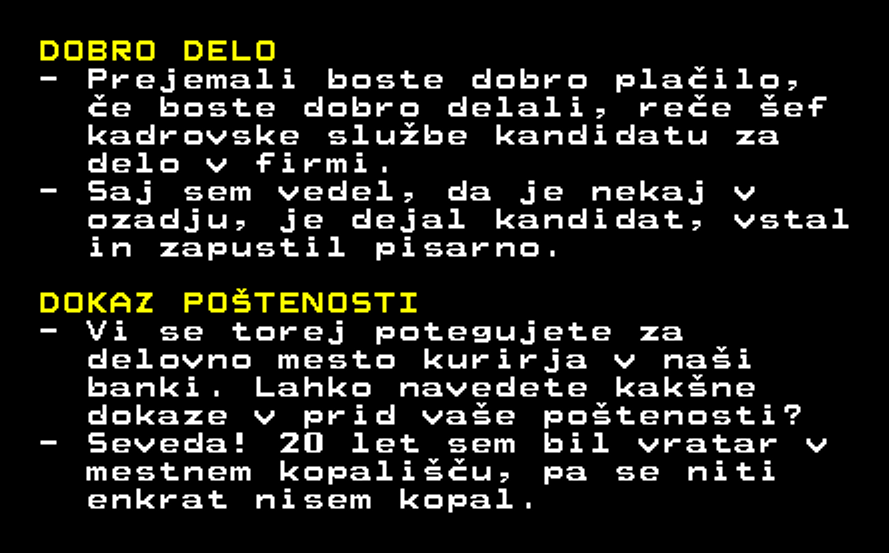 DOBRO DELO
- Prejemali boste dobro plačilo,
če boste dobro delali, reče šef
kadrovske službe kandidatu za
delo v firmi.
- Saj sem vedel, da je nekaj v
ozadju, je dejal kandidat, vstal
in zapustil pisarno.
DOKAZ POŠTENOSTI
- Vi se torej potegujete za
delovno mesto kurirja v naši
banki. Lahko navedete kakšne
dokaze v prid vaše poštenosti?
- Seveda! 20 let sem bil vratar v
mestnem kopališču, pa se niti
enkrat nisem kopal.